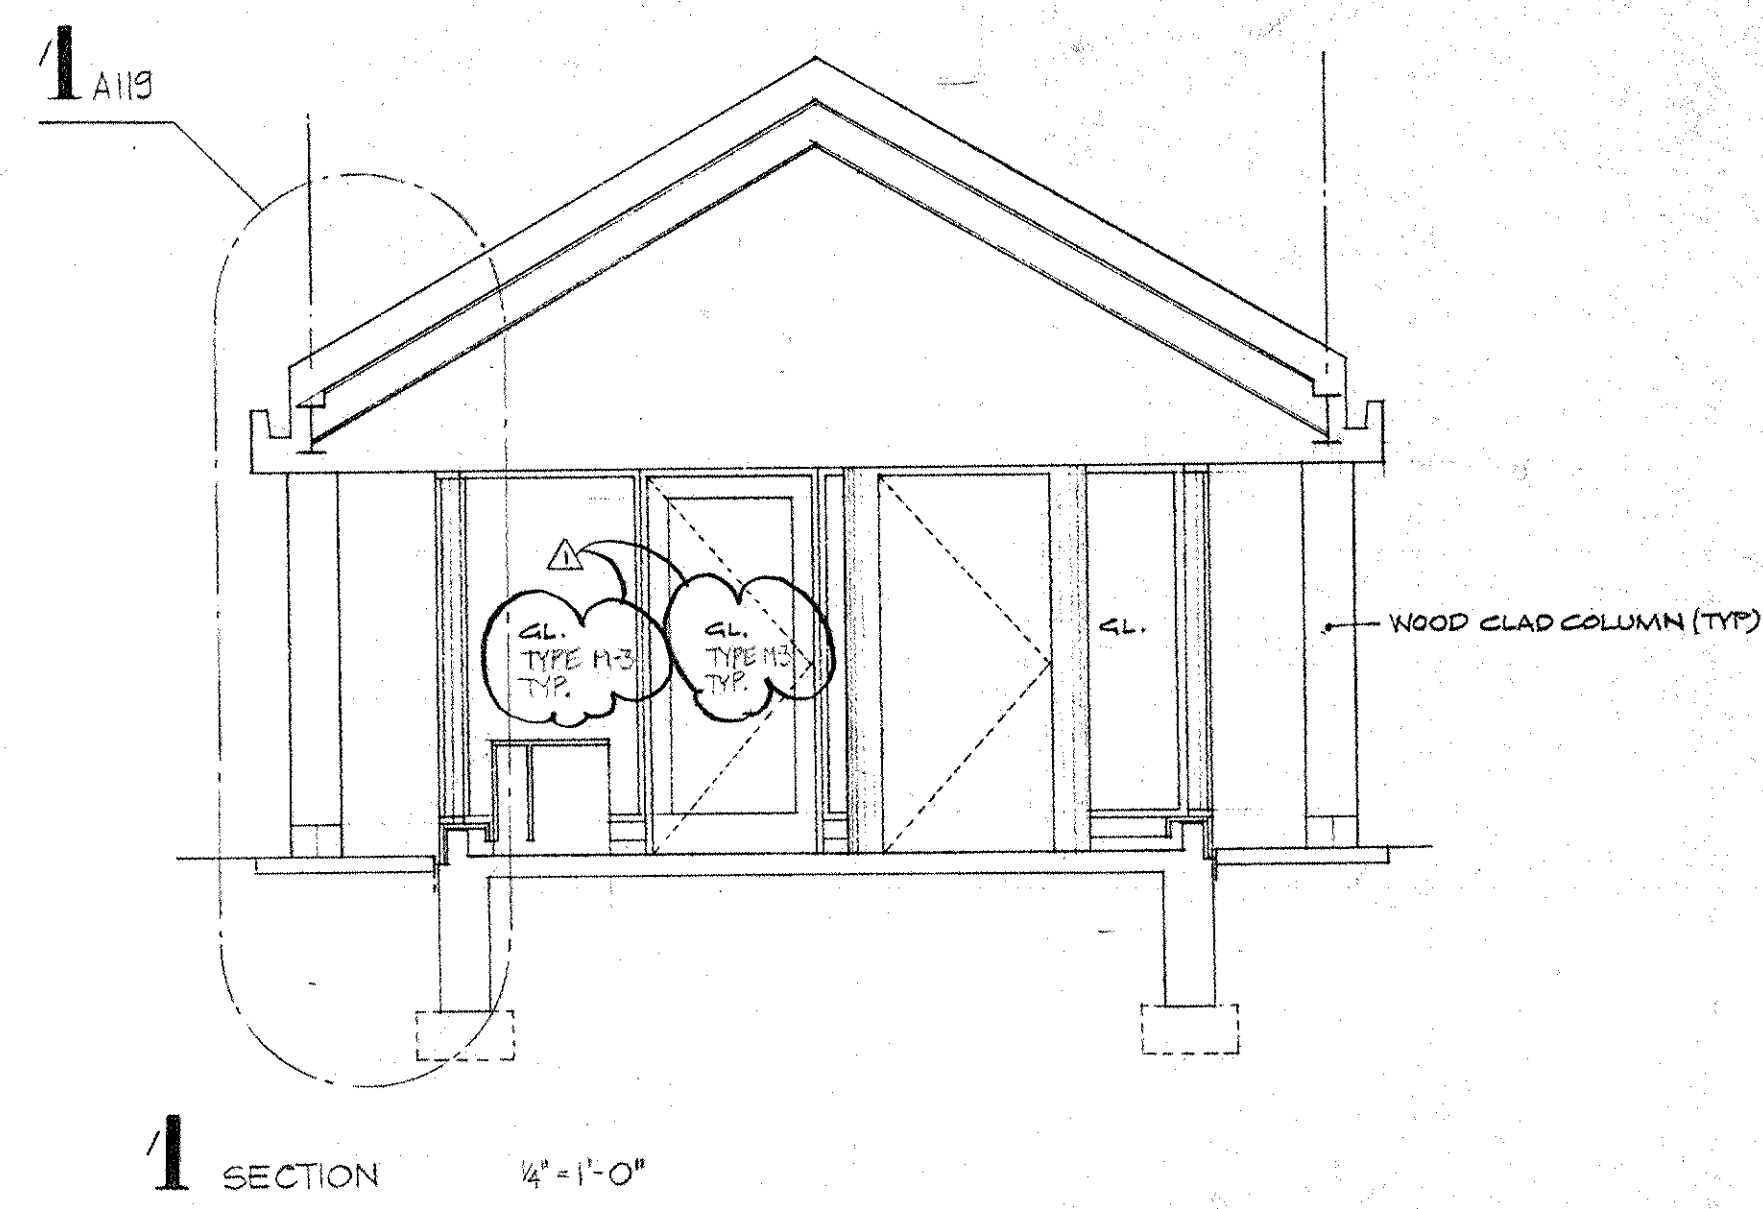 1 A119
1
GL.
TYPE M-3
TYP.
GL.
TYPE M3
TYP.
GL.
WOOD CLAD COLUMN (TYP)
1 SECTION 1/4" = 1'-0"